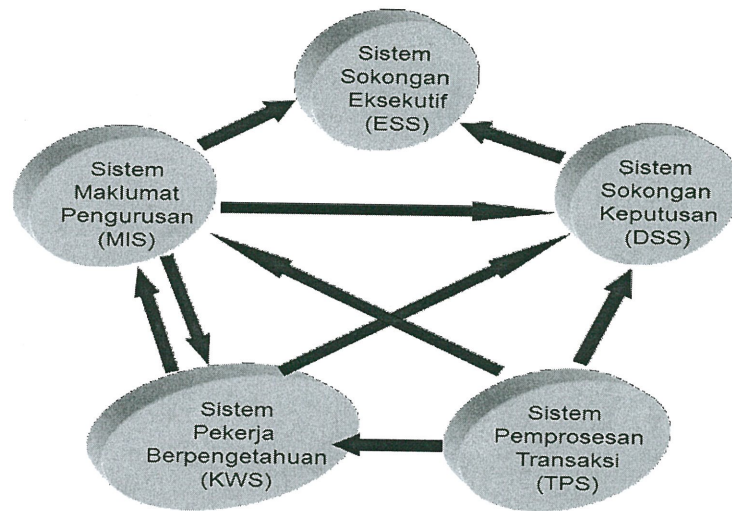 Sistem
Sokongan
Eksekutif
(ESS)
Sistem
Maklumat
Pengurusan
(MIS)
Sistem
Sokongan
Keputusan
(DSS)
Sistem
Pekerja
Berpengetahuan
(KWS)
Sistem
Pemprosesan
Transaksi
(TPS)